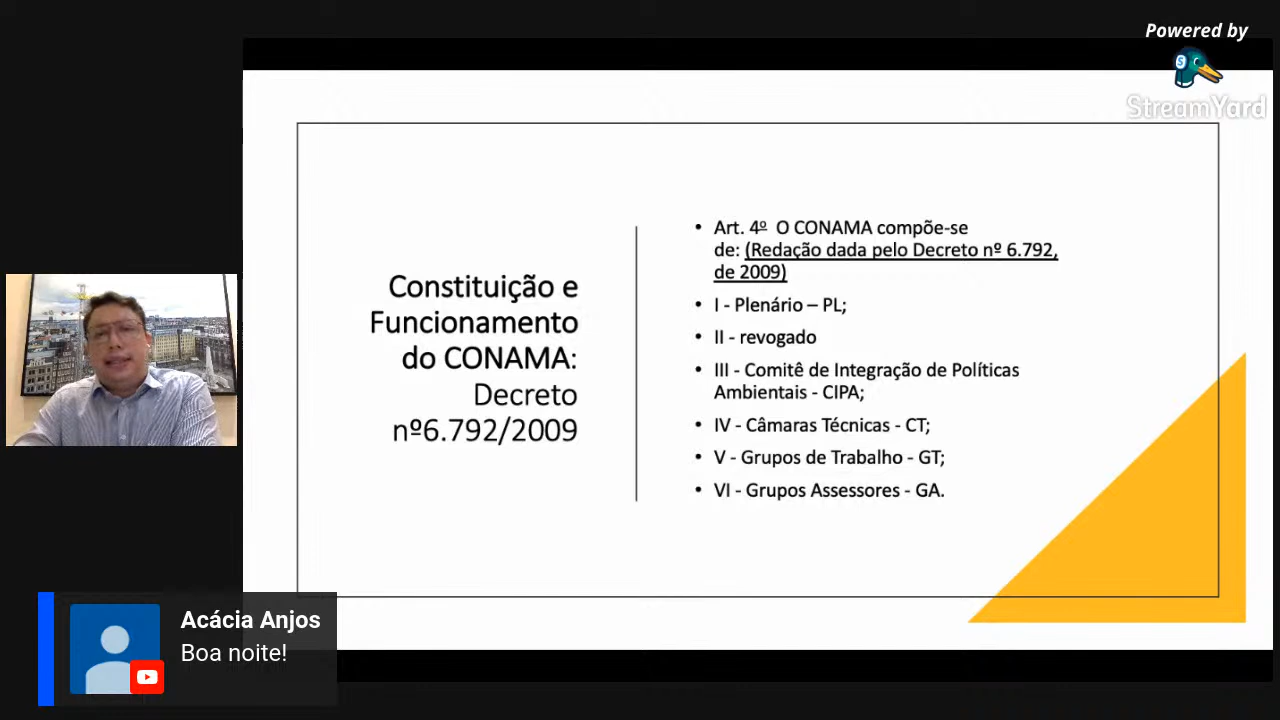 Powered by
StreamYard
Constituição e
Funcionamento
do CONAMA:
Decreto
nº6.792/2009
• Art. 4º O CONAMA compõe-se
de: (Redação dada pelo Decreto nº 6.792,
de 2009)
• I - Plenário – PL;
• II - revogado
• III - Comitê de Integração de Políticas
Ambientais - CIPA;
• IV - Câmaras Técnicas - CT;
• V - Grupos de Trabalho - GT;
• VI - Grupos Assessores - GA.
Acácia Anjos
Boa noite!